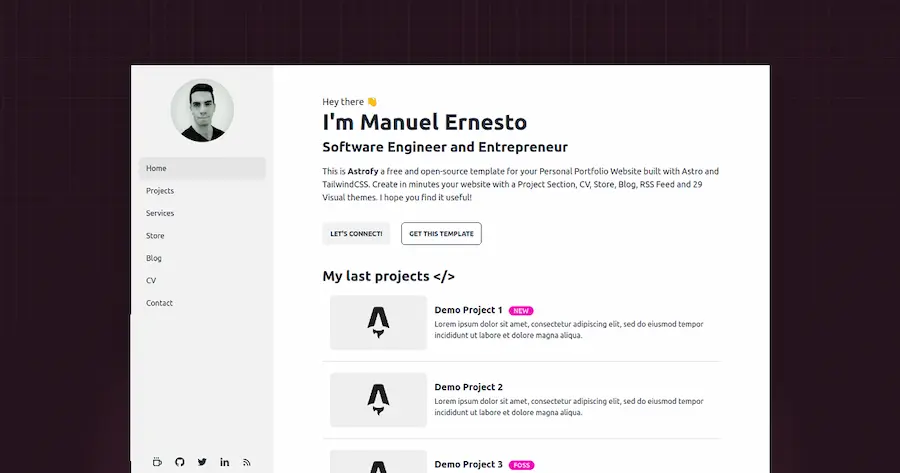 Home
Projects
Services
Store
Blog
CV
Contact
Hey there 👋
I'm Manuel Ernesto
Software Engineer and Entrepreneur
This is Astrofy a free and open-source template for your Personal Portfolio Website built with Astro and
TailwindCSS. Create in minutes your website with a Project Section, CV, Store, Blog, RSS Feed and 29
Visual themes. I hope you find it useful!
LET'S CONNECT! GET THIS TEMPLATE
My last projects </>
Demo Project 1 NEW
Lorem ipsum dolor sit amet, consectetur adipiscing elit, sed do eiusmod tempor
incididunt ut labore et dolore magna aliqua.
Demo Project 2
Lorem ipsum dolor sit amet, consectetur adipiscing elit, sed do eiusmod tempor
incididunt ut labore et dolore magna aliqua.
Demo Project 3 FOSS